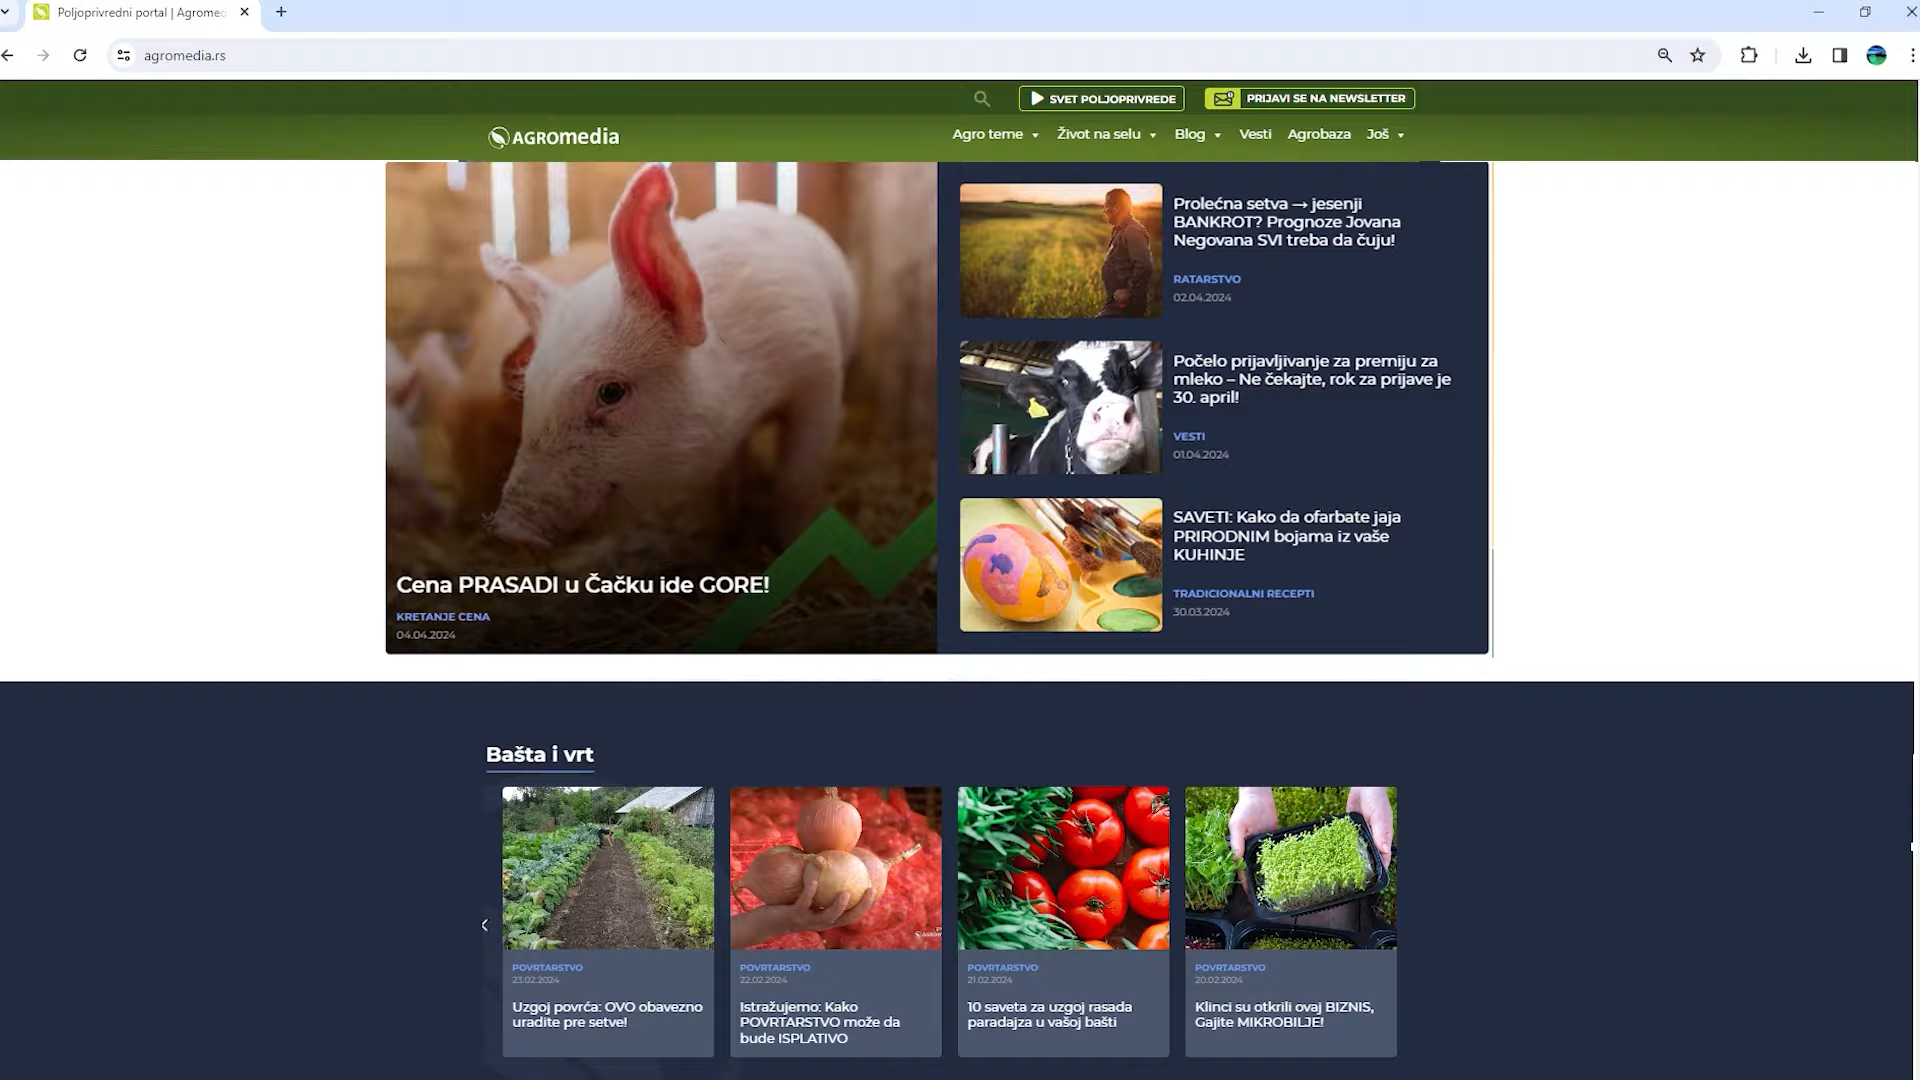 Poljoprivredni portal | Agromed
agromedia.rs
SVET POLJOPRIVREDE
PRIJAVI SE NA NEWSLETTER
AGROmedia
Agro teme
Život na selu
Blog
Vesti
Agrobaza
Još
Cena PRASADI u Čačku ide GORE!
KRETANJE CENA
04.04.2024
Prolećna setva → jesenji
BANKROT? Prognoze Jovana
Negovana SVI treba da čuju!
RATARSTVO
02.04.2024
Počelo prijavljivanje za premiju za
mleko – Ne čekajte, rok za prijave je
30. april!
VESTI
01.04.2024
SAVETI: Kako da ofarbate jaja
PRIRODNIM bojama iz vaše
KUHINJE
TRADICIONALNI RECEPTI
30.03.2024
Bašta i vrt
POVRTARSTVO
23.02.2024
Uzgoj povrća: OVO obavezno
uradite pre setve!
POVRTARSTVO
22.02.2024
Istražujemo: Kako
POVRTARSTVO može da
bude ISPLATIVO
POVRTARSTVO
21.02.2024
10 saveta za uzgoj rasada
paradajza u vašoj bašti
POVRTARSTVO
20.02.2024
Klinci su otkrili ovaj BIZNIS,
Gajite MIKROBILJE!